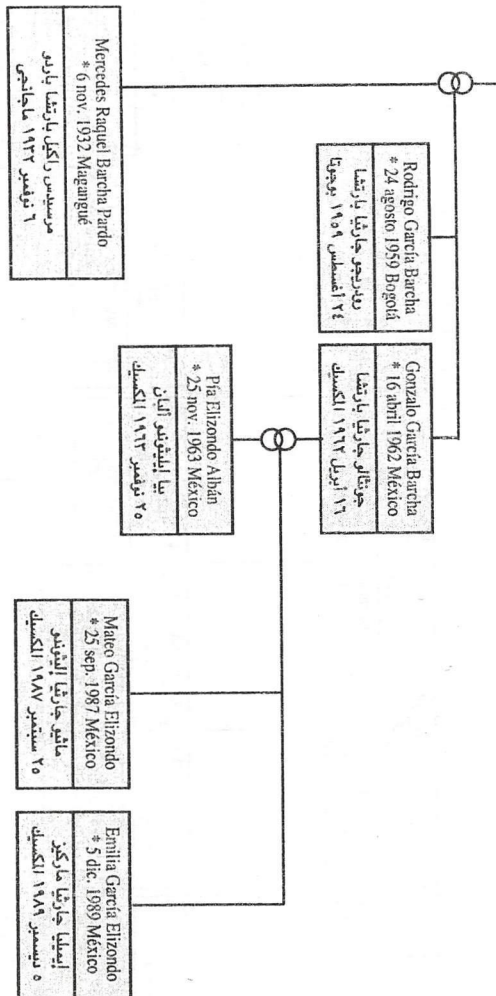 Mercedes Raquel Barcha Pardo
* 6 nov. 1932 Magangué
مرسيدس راكيل بارتشا باردو
٦ نوفمبر ١٩٣٢ ماجانجى
Rodrigo García Barcha
* 24 agosto 1959 Bogotá
رودريجو جارثيا بارتشا
٢٤ أغسطس ١٩٥٩ بوجوتا
Gonzalo García Barcha
* 16 abril 1962 México
جونثالو جارثيا بارتشا
١٦ أبريل ١٩٦٢ المكسيك
Pía Elizondo Albán
* 25 nov. 1963 México
بيا إيليثوندو ألبان
٢٥ نوفمبر ١٩٦٣ المكسيك
Mateo García Elizondo
* 25 sep. 1987 México
ماتيو جارثيا إليثوندو
٢٥ سبتمبر ١٩٨٧ المكسيك
Emilia García Elizondo
* 5 dic. 1989 México
إيميليا جارثيا ماركيز
٥ ديسمبر ١٩٨٩ المكسيك